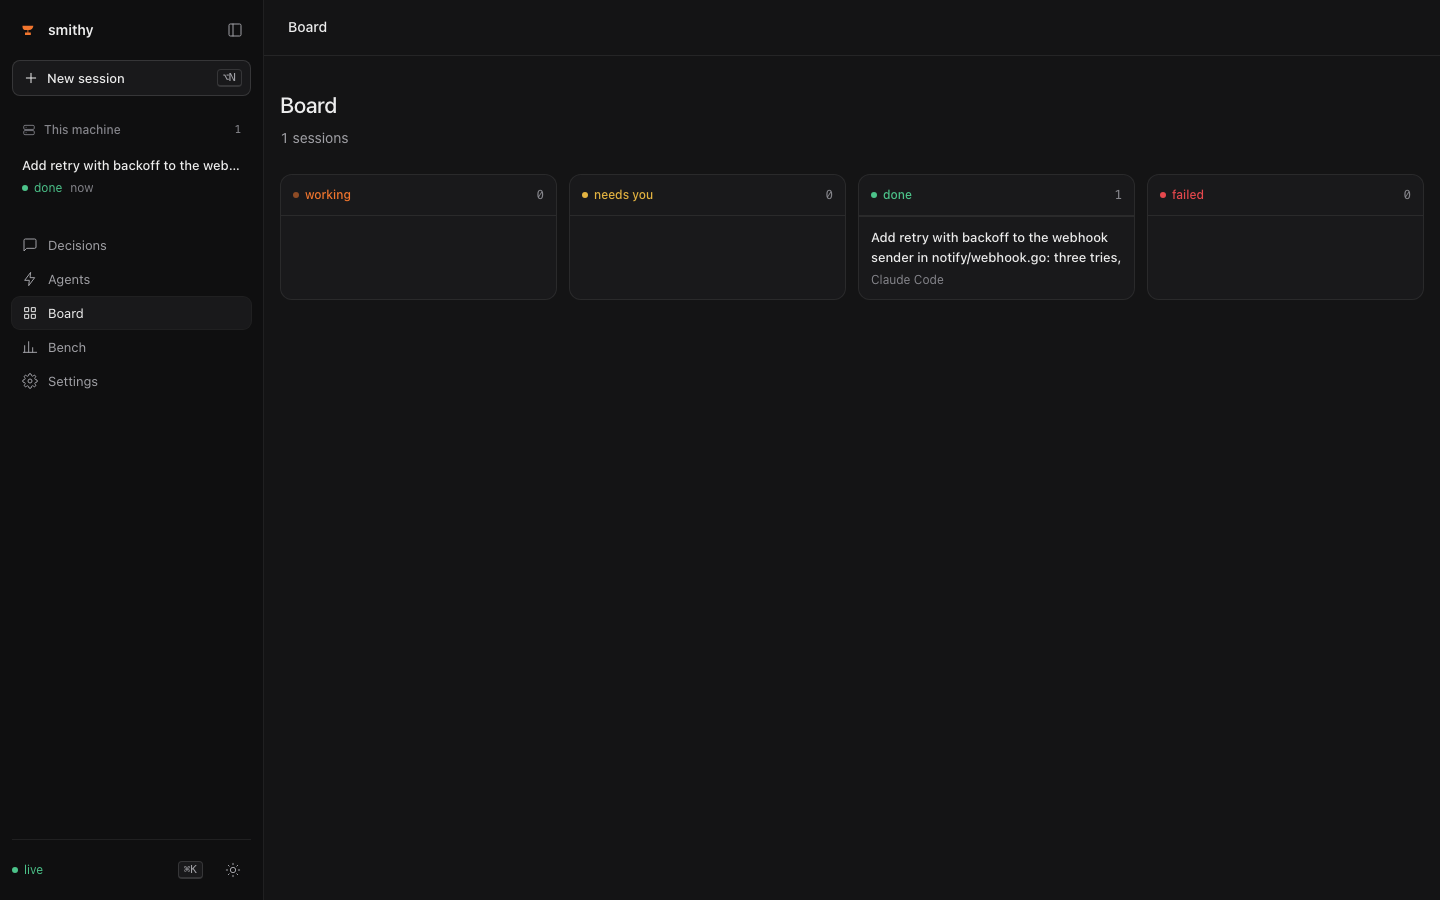 smithy
New session
⌥N
This machine
1
Add retry with backoff to the web…
done now
Decisions
Agents
Board
Bench
Settings
live
⌘K
Board
Board
1 sessions
working
0
needs you
0
done
1
Add retry with backoff to the webhook
sender in notify/webhook.go: three tries,
Claude Code
failed
0